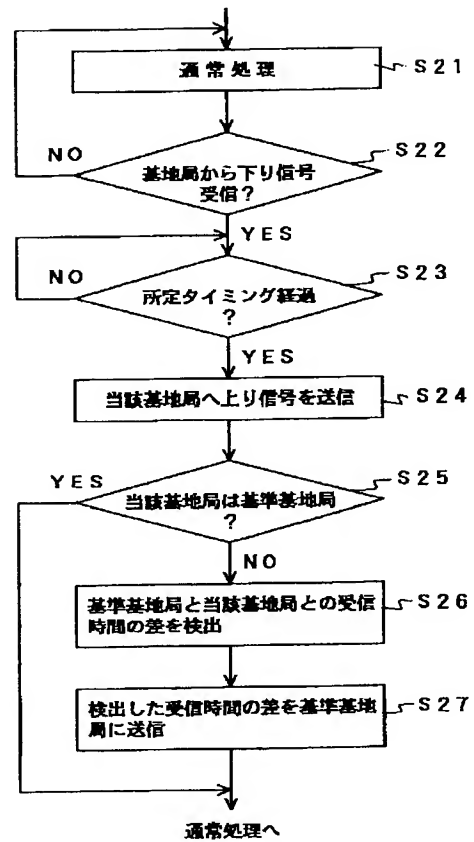 通常処理
S21
S22
NO
基地局から下り信号
受信？
YES
S23
NO
所定タイミング経過
？
YES
当該基地局へ上り信号を送信
S24
YES
S25
当該基地局は基準基地局
？
NO
基準基地局と当該基地局との受信
時間の差を検出
S26
検出した受信時間の差を基準基地
局に送信
S27
通常処理へ